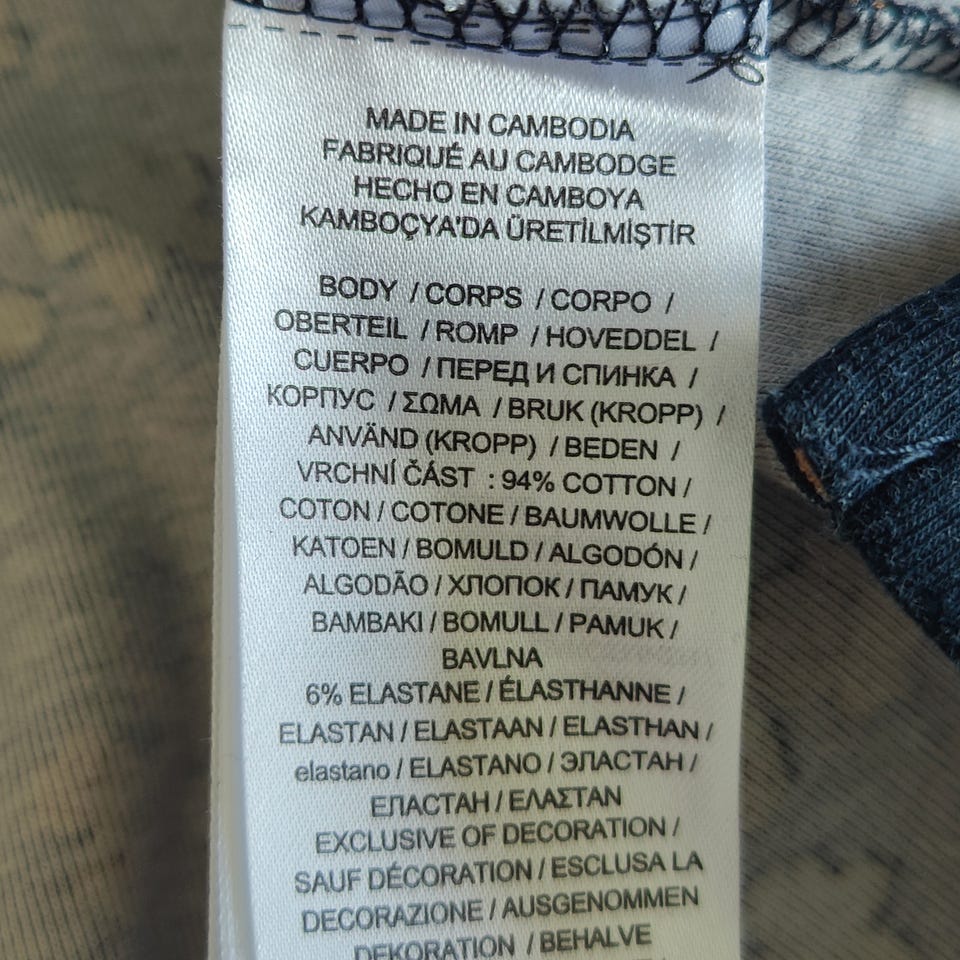 MADE IN CAMBODIA
FABRIQUÉ AU CAMBODGE
HECHO EN CAMBOYA
KAMBOÇYA'DA ÜRETİLMİŞTİR
BODY / CORPS / CORPO /
OBERTEIL / ROMP / HOVEDDEL /
CUERPO / ПЕРЕД И СПИНКА /
КОРПУС / ΣΩΜΑ / BRUK (KROPP) /
ANVÄND (KROPP) / BEDEN /
VRCHNÍ ČÁST : 94% COTTON /
COTON / COTONE / BAUMWOLLE /
KATOEN / BOMULD / ALGODÓN /
ALGODÃO / ХЛОПОК / ПАМУК /
ΒΑΜΒΑΚΙ / BOMULL / PAMUK /
BAVLNA
6% ELASTANE / ÉLASTHANNE /
ELASTAN / ELASTAAN / ELASTHAN /
elastano / ELASTANO / ЭЛАСТАН /
ЕЛАСТАН / ΕΛΑΣΤΑΝ
EXCLUSIVE OF DECORATION /
SAUF DÉCORATION / ESCLUSA LA
DECORAZIONE / AUSGENOMMEN
DEKORATION / BEHALVE